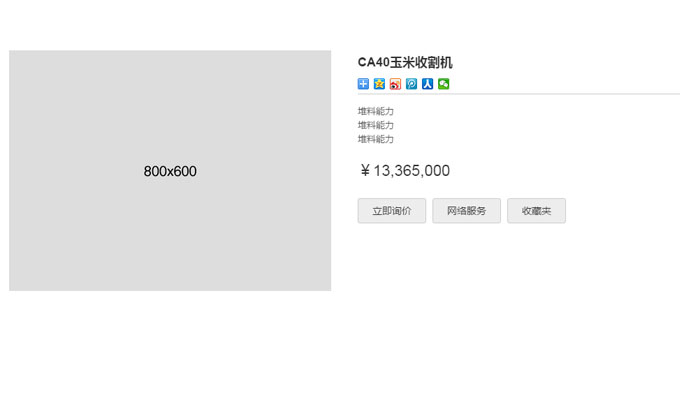 800x600
CA40玉米收割机
堆料能力
堆料能力
堆料能力
￥13,365,000
立即询价 网络服务 收藏夹